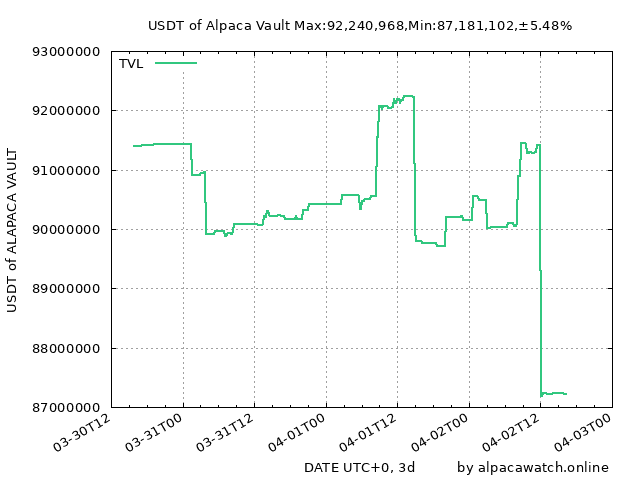 USDT of Alpaca Vault Max:92,240,968,Min:87,181,102,±5.48%
93000000
TVL
92000000
91000000
90000000
89000000
88000000
87000000
USDT of ALAPACA VAULT
03-30T12
03-31T00
03-31T12
04-01T00
04-01T12
04-02T00
04-02T12
04-03T00
DATE UTC+0, 3d
by alpacawatch.online